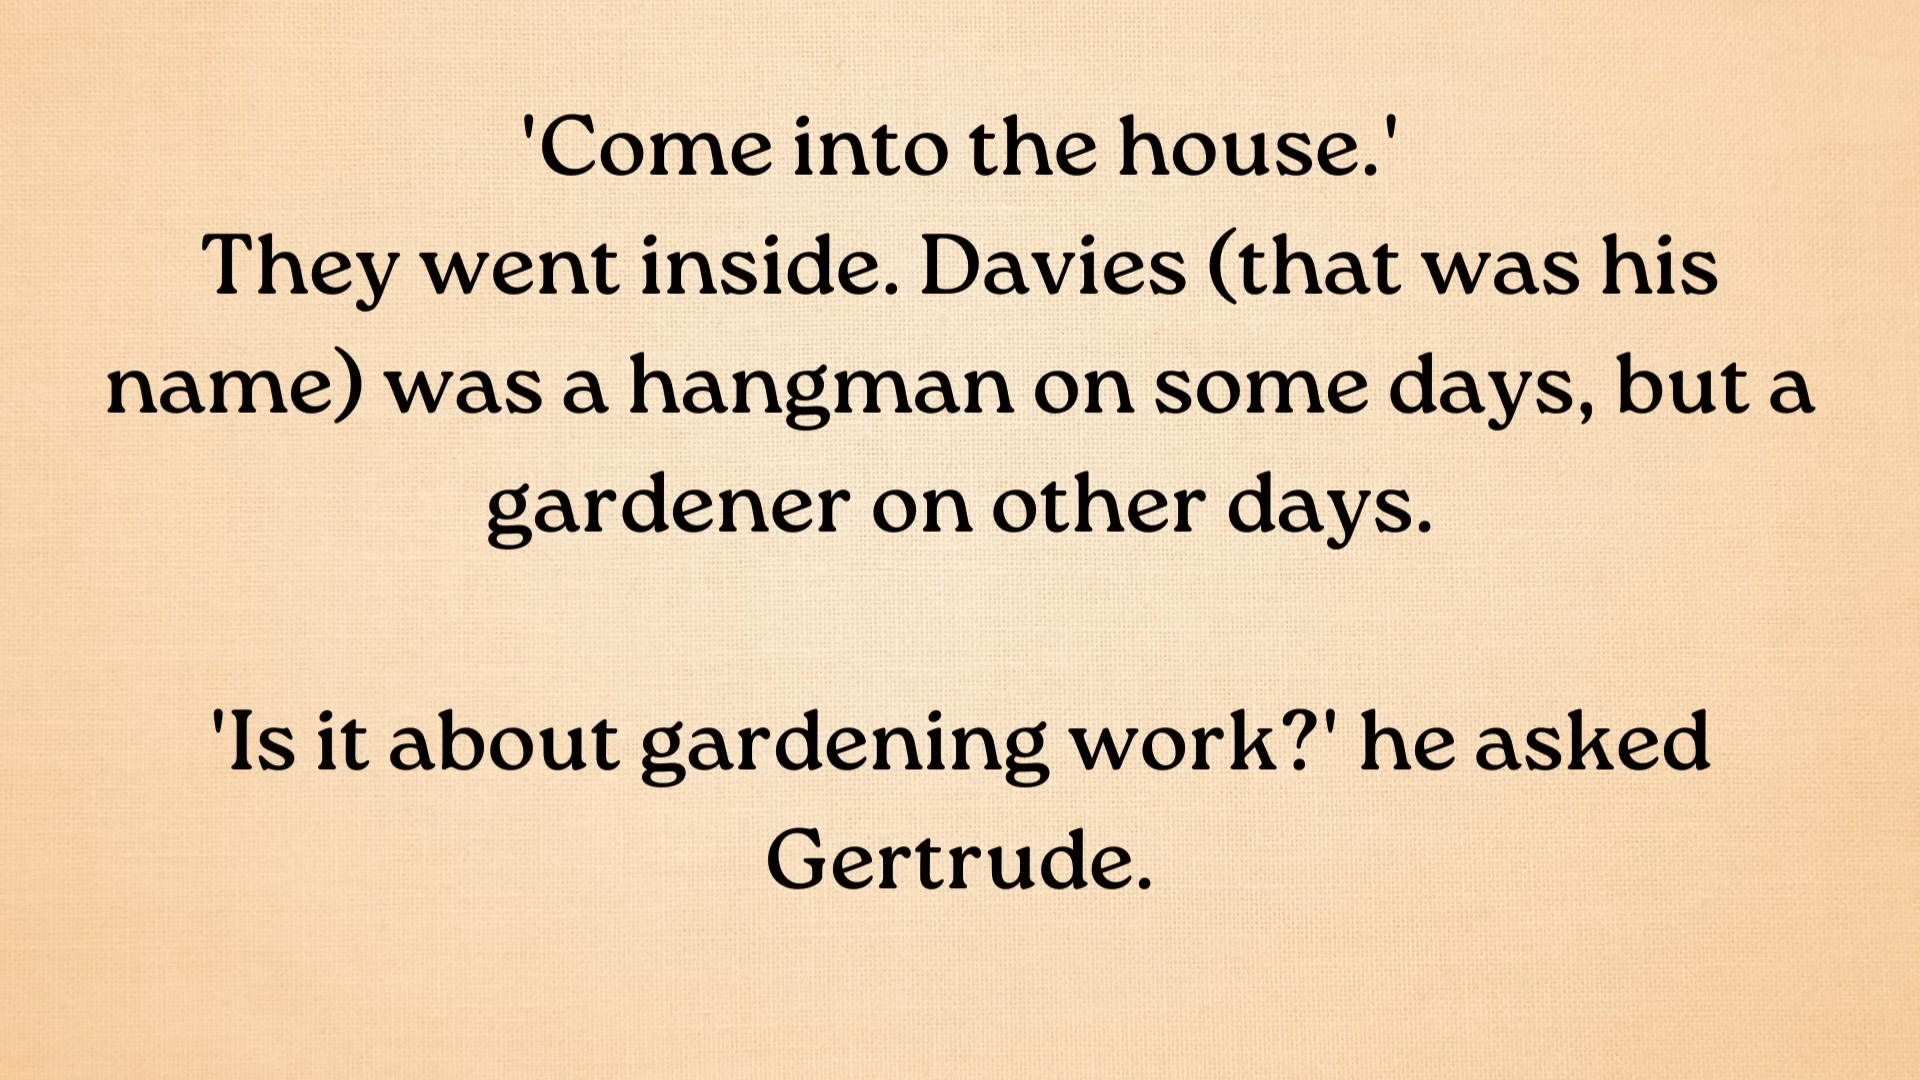 'Come into the house.'
They went inside. Davies (that was his
name) was a hangman on some days, but a
gardener on other days.
'Is it about gardening work?' he asked
Gertrude.